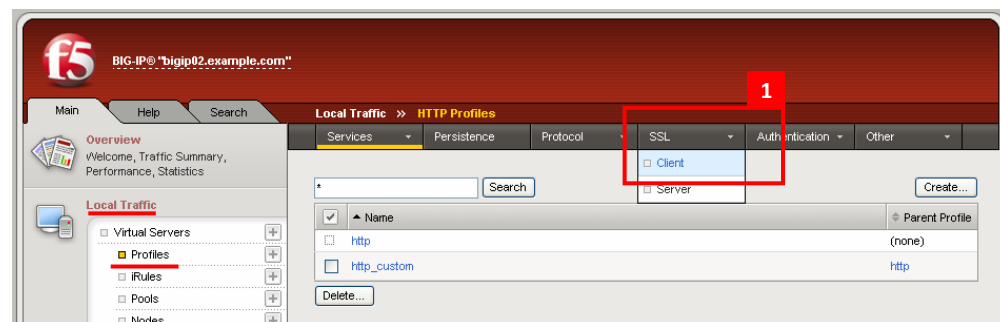 f5
BIG-IP® "bigip02.example.com"
Main
Help
Search
Local Traffic » HTTP Profiles
1
Services
Persistence
Protocol
SSL
Authentication
Other
Client
Server
Overview
Welcome, Traffic Summary,
Performance, Statistics
Local Traffic
Virtual Servers
Profiles
iRules
Pools
Nodes
*
Search
Create...
Name
Parent Profile
http
(none)
http_custom
http
Delete...